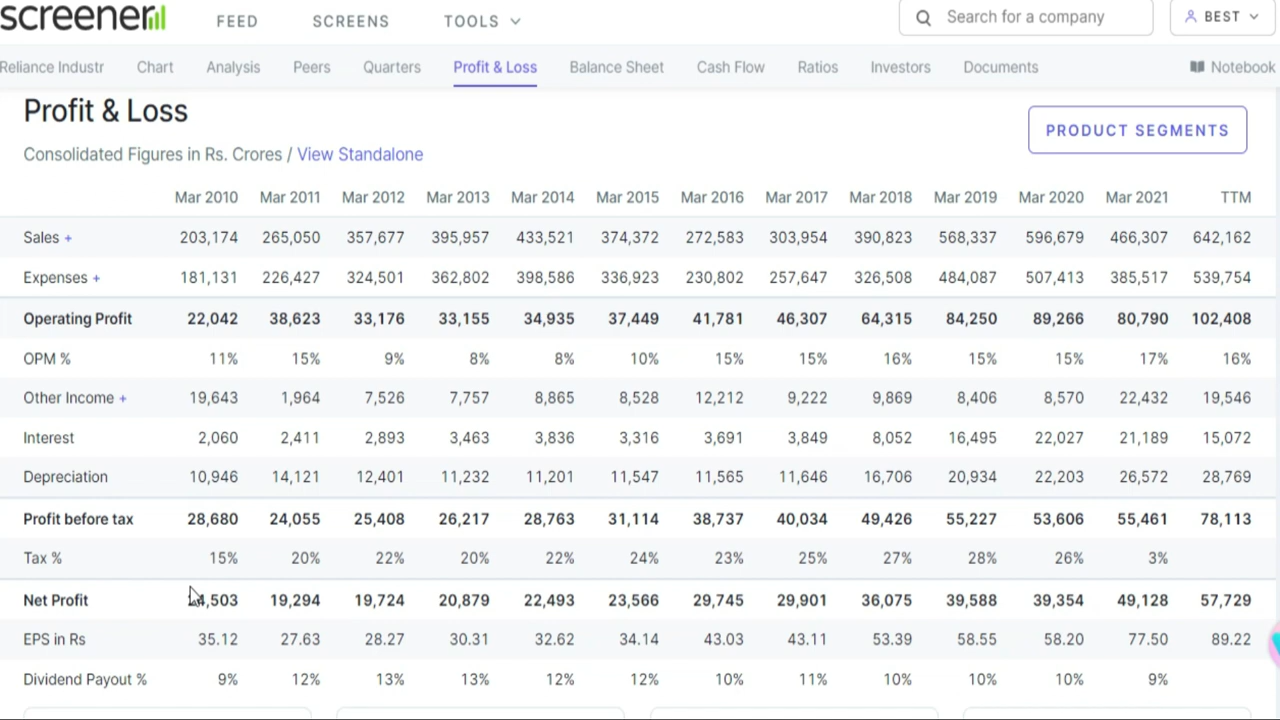 screener
FEED SCREENS TOOLS
Search for a company
BEST
Reliance Industr Chart Analysis Peers Quarters Profit & Loss Balance Sheet Cash Flow Ratios Investors Documents Notebook
Profit & Loss
PRODUCT SEGMENTS
Consolidated Figures in Rs. Crores / View Standalone
Mar 2010 Mar 2011 Mar 2012 Mar 2013 Mar 2014 Mar 2015 Mar 2016 Mar 2017 Mar 2018 Mar 2019 Mar 2020 Mar 2021 TTM
Sales + 203,174 265,050 357,677 395,957 433,521 374,372 272,583 303,954 390,823 568,337 596,679 466,307 642,162
Expenses + 181,131 226,427 324,501 362,802 398,586 336,923 230,802 257,647 326,508 484,087 507,413 385,517 539,754
Operating Profit 22,042 38,623 33,176 33,155 34,935 37,449 41,781 46,307 64,315 84,250 89,266 80,790 102,408
OPM % 11% 15% 9% 8% 8% 10% 15% 15% 16% 15% 15% 17% 16%
Other Income + 19,643 1,964 7,526 7,757 8,865 8,528 12,212 9,222 9,869 8,406 8,570 22,432 19,546
Interest 2,060 2,411 2,893 3,463 3,836 3,316 3,691 3,849 8,052 16,495 22,027 21,189 15,072
Depreciation 10,946 14,121 12,401 11,232 11,201 11,547 11,565 11,646 16,706 20,934 22,203 26,572 28,769
Profit before tax 28,680 24,055 25,408 26,217 28,763 31,114 38,737 40,034 49,426 55,227 53,606 55,461 78,113
Tax % 15% 20% 22% 20% 22% 24% 23% 25% 27% 28% 26% 3%
Net Profit 19,294 19,724 20,879 22,493 23,566 29,745 29,901 36,075 39,588 39,354 49,128 57,729
EPS in Rs 35.12 27.63 28.27 30.31 32.62 34.14 43.03 43.11 53.39 58.55 58.20 77.50 89.22
Dividend Payout % 9% 12% 13% 13% 12% 12% 10% 11% 10% 10% 10% 9%